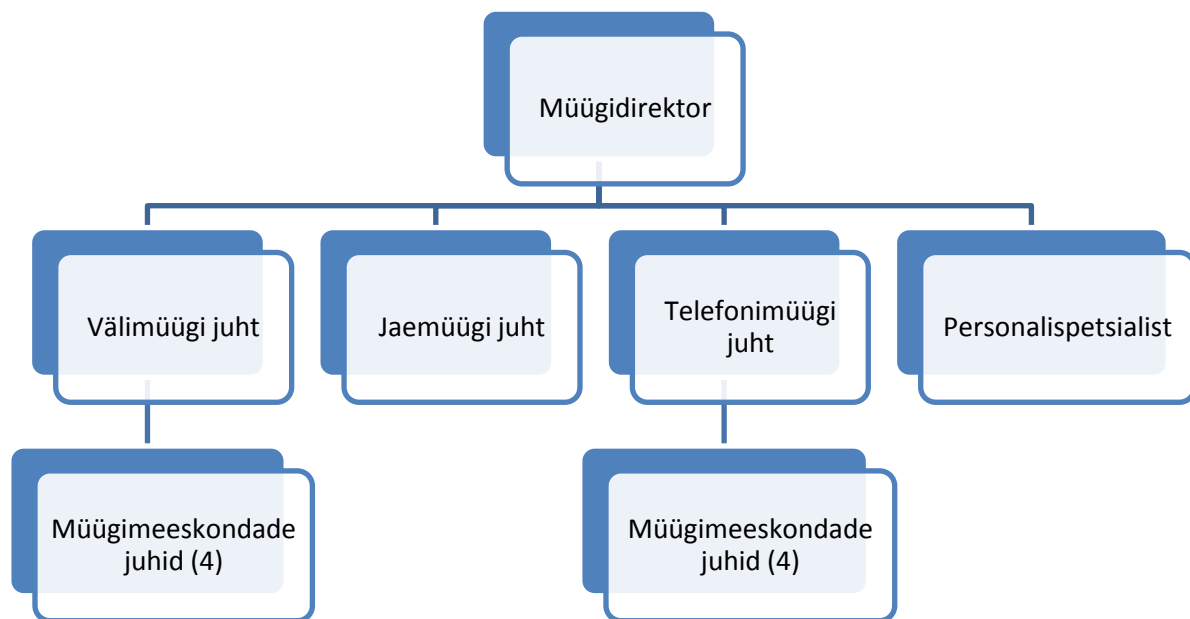 Müügidirektor
Välimüügi juht
Jaemüügi juht
Telefonimüügi
juht
Personalispetsialist
Müügimeeskondade
juhid (4)
Müügimeeskondade
juhid (4)